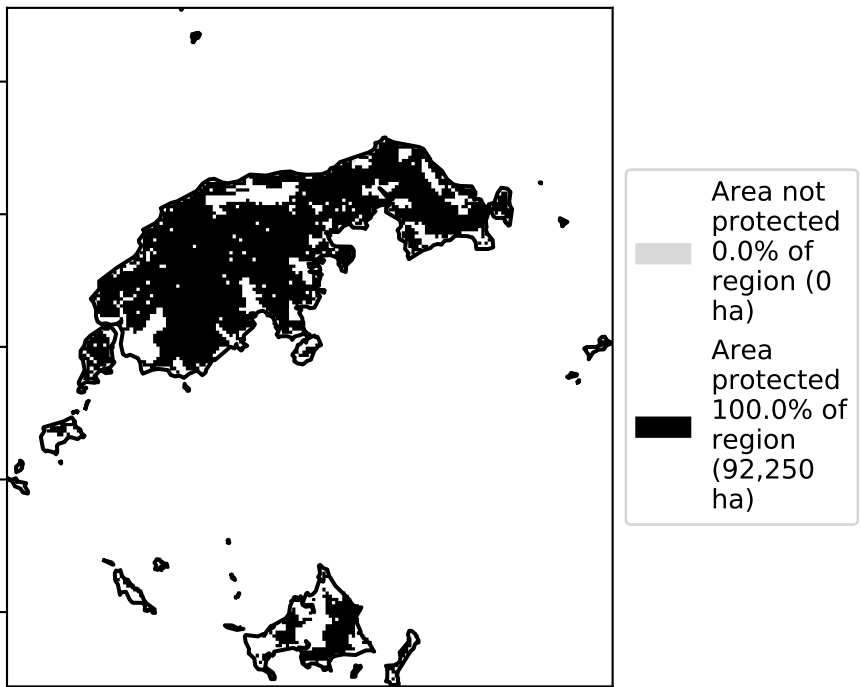 Area not
protected
0.0% of
region (0
ha)
Area
protected
100.0% of
region
(92,250
ha)